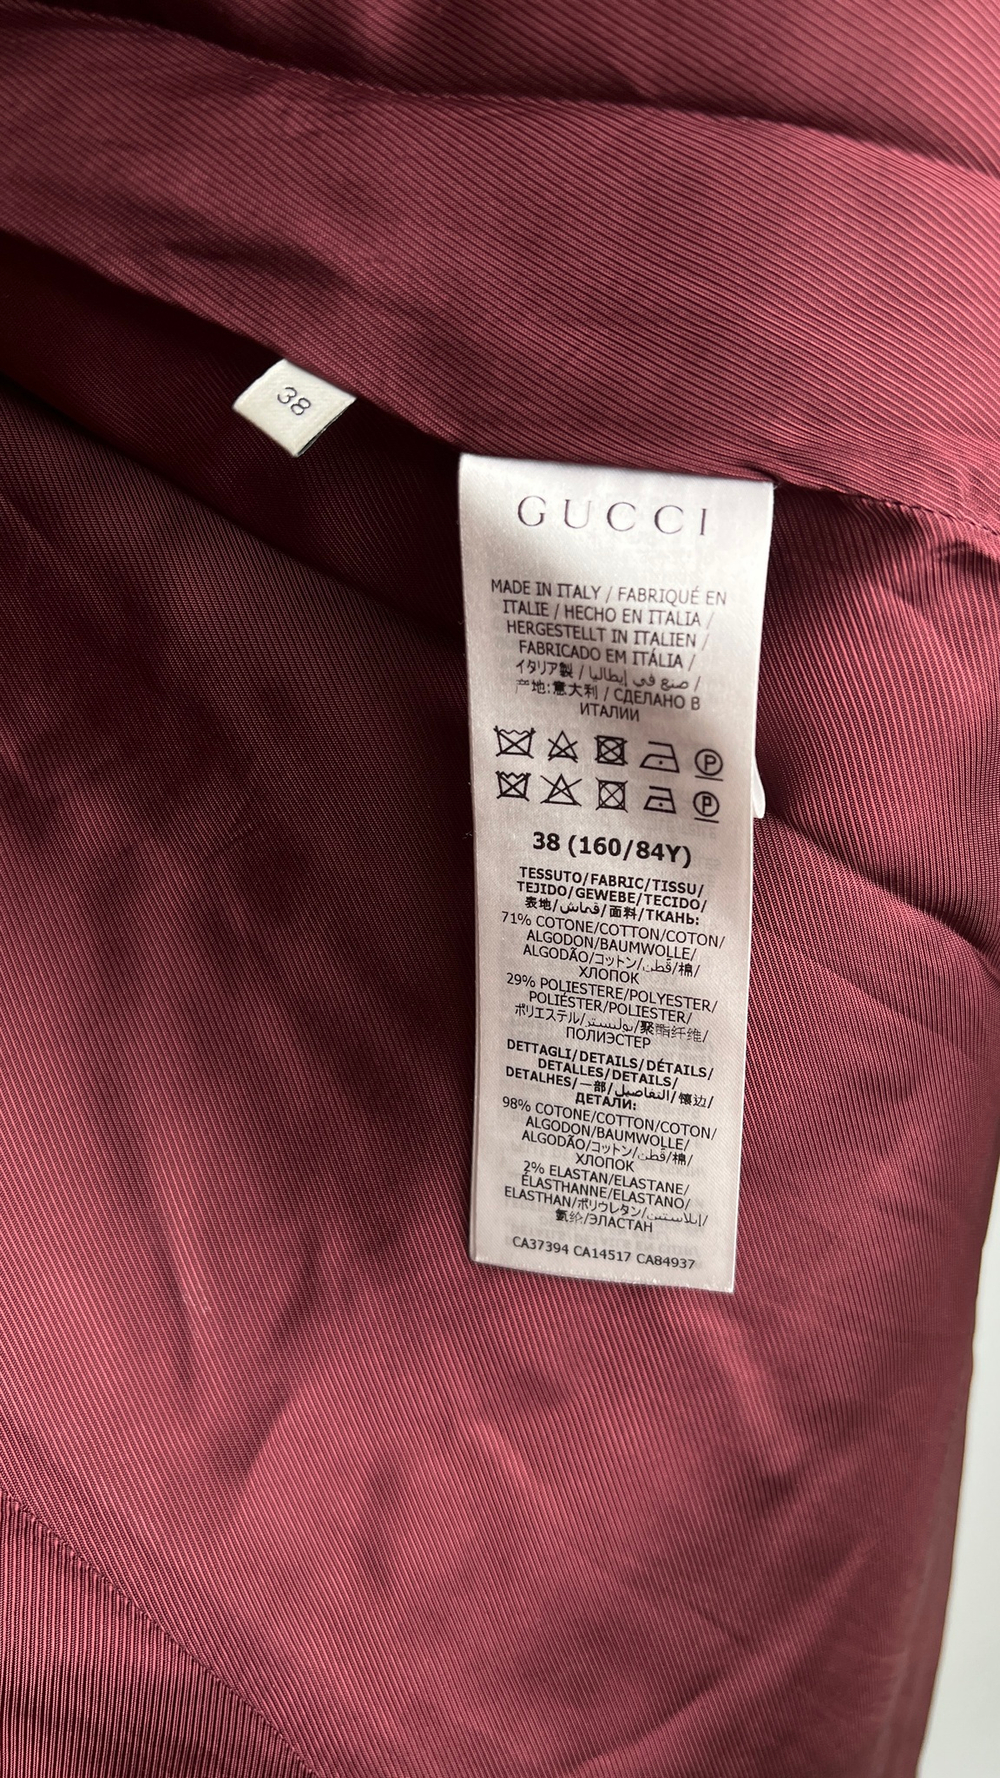 38
GUCCI
MADE IN ITALY / FABRIQUÉ EN
ITALIE / HECHO EN ITALIA /
HERGESTELLT IN ITALIEN /
FABRICADO EM ITÁLIA /
イタリア製 / صنع في إيطاليا /
产地:意大利 / СДЕЛАНО В
ИТАЛИИ
P
P
38 (160/84Y)
TESSUTO/FABRIC/TISSU/
TEJIDO/GEWEBE/TECIDO/
表地/قماش/面料/ТКАНЬ:
71% COTONE/COTTON/COTON/
ALGODON/BAUMWOLLE/
ALGODÃO/コットン/قطن/棉/
ХЛОПОК
29% POLIESTERE/POLYESTER/
POLIÉSTER/POLIESTER/
ポリエステル/بوليستر/聚酯纤维/
ПОЛИЭСТЕР
DETTAGLI/DETAILS/DÉTAILS/
DETALLES/DETAILS/
DETALHES/一部/التفاصيل/镶边/
ДЕТАЛИ:
98% COTONE/COTTON/COTON/
ALGODON/BAUMWOLLE/
ALGODÃO/コットン/قطن/棉/
ХЛОПОК
2% ELASTAN/ELASTANE/
ÉLASTHANNE/ELASTANO/
ELASTHAN/ポリウレタン/إيلاستين/
氨纶/ЭЛАСТАН
CA37394 CA14517 CA84937